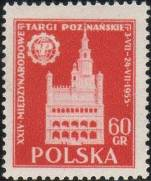 XXIV-MIĘDZYNARODOWE
TARGI POZNAŃSKIE
3-VII-24-VII-1955
60
GR
POLSKA